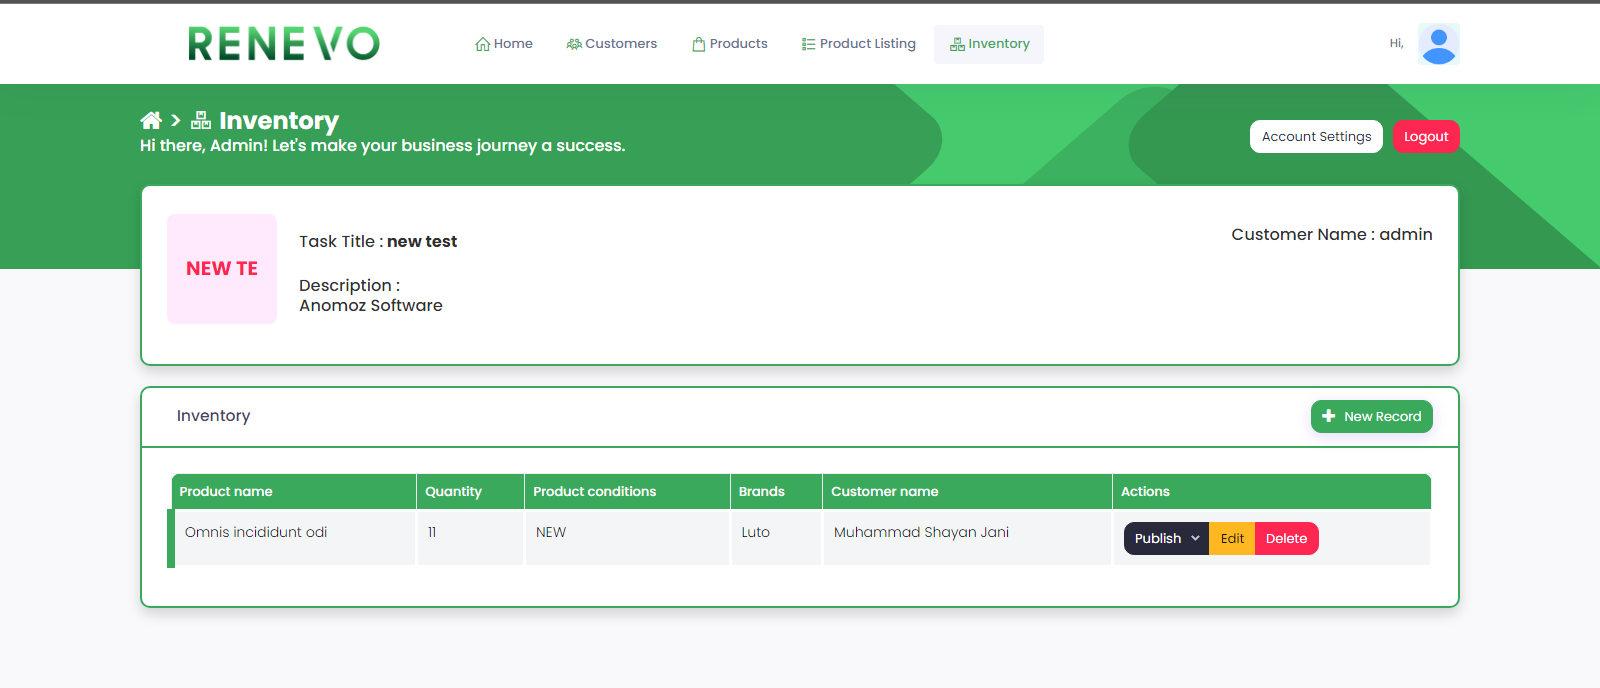 RENEVO
Home
Customers
Products
Product Listing
Inventory
Hi,
> Inventory
Hi there, Admin! Let's make your business journey a success.
Account Settings
Logout
NEW TE
Task Title : new test
Description :
Anomoz Software
Customer Name : admin
Inventory
New Record
Product name Quantity Product conditions Brands Customer name Actions
Omnis incididunt odi 11 NEW Luto Muhammad Shayan Jani Publish Edit Delete